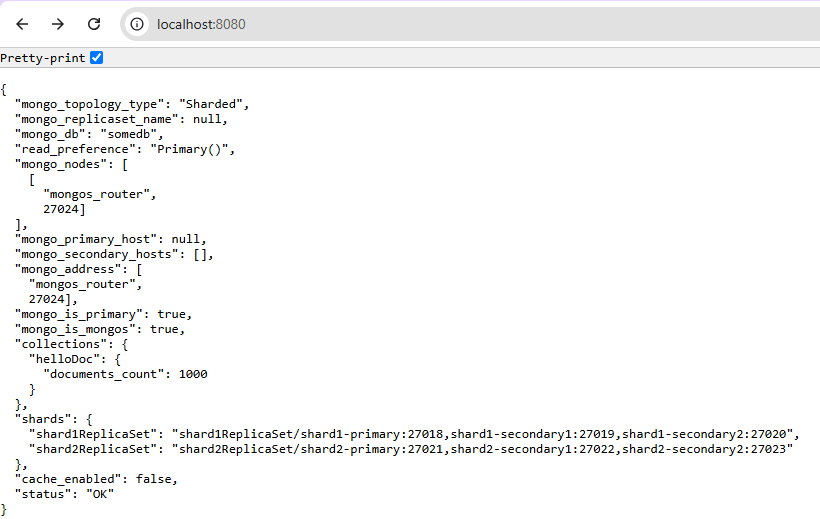 localhost:8080
Pretty-print
{
  "mongo_topology_type": "Sharded",
  "mongo_replicaset_name": null,
  "mongo_db": "somedb",
  "read_preference": "Primary()",
  "mongo_nodes": [
    [
      "mongos_router",
      27024]
  ],
  "mongo_primary_host": null,
  "mongo_secondary_hosts": [],
  "mongo_address": [
    "mongos_router",
    27024],
  "mongo_is_primary": true,
  "mongo_is_mongos": true,
  "collections": {
    "helloDoc": {
      "documents_count": 1000
    }
  },
  "shards": {
    "shard1ReplicaSet": "shard1ReplicaSet/shard1-primary:27018,shard1-secondary1:27019,shard1-secondary2:27020",
    "shard2ReplicaSet": "shard2ReplicaSet/shard2-primary:27021,shard2-secondary1:27022,shard2-secondary2:27023"
  },
  "cache_enabled": false,
  "status": "OK"
}